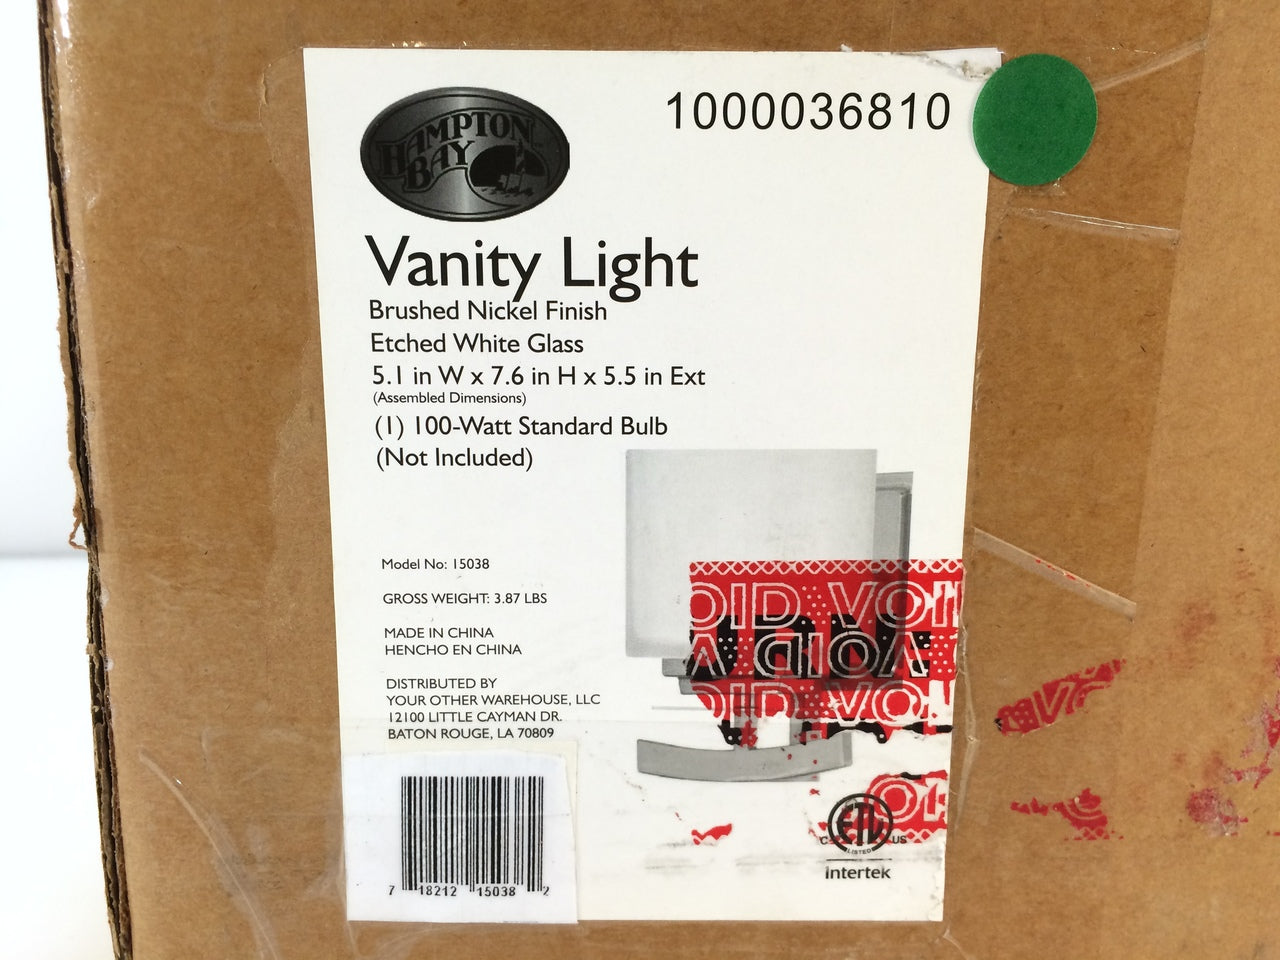 HAMPTON
BAY
1000036810
Vanity Light
Brushed Nickel Finish
Etched White Glass
5.1 in W x 7.6 in H x 5.5 in Ext
(Assembled Dimensions)
(1) 100-Watt Standard Bulb
(Not Included)
Model No: 15038
GROSS WEIGHT: 3.87 LBS
MADE IN CHINA
HENCHO EN CHINA
DISTRIBUTED BY
YOUR OTHER WAREHOUSE, LLC
12100 LITTLE CAYMAN DR.
BATON ROUGE, LA 70809
7 18212 15038 2
ETL
C US
LISTED
Intertek